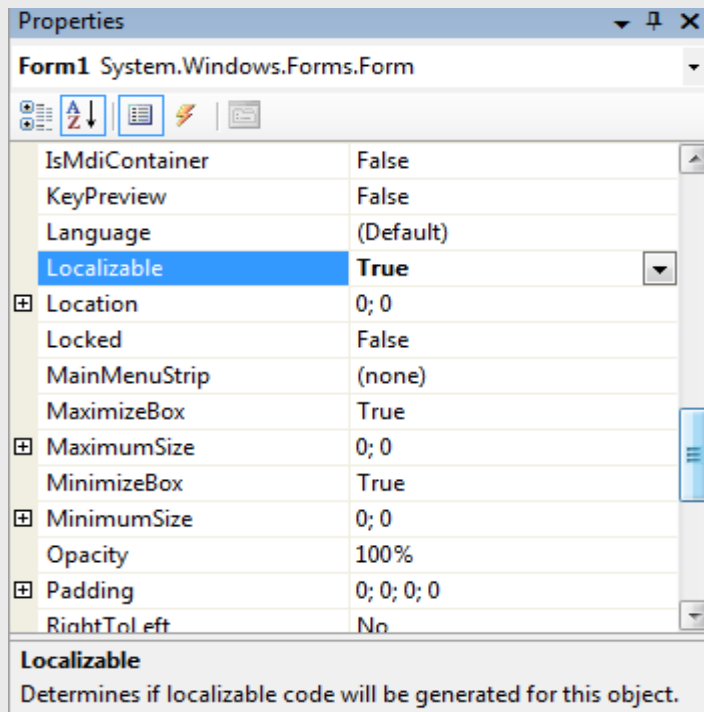 Properties
Form1 System.Windows.Forms.Form
IsMdiContainer False
KeyPreview False
Language (Default)
Localizable True
Location 0; 0
Locked False
MainMenuStrip (none)
MaximizeBox True
MaximumSize 0; 0
MinimizeBox True
MinimumSize 0; 0
Opacity 100%
Padding 0; 0; 0; 0
RightToLeft No
Localizable
Determines if localizable code will be generated for this object.